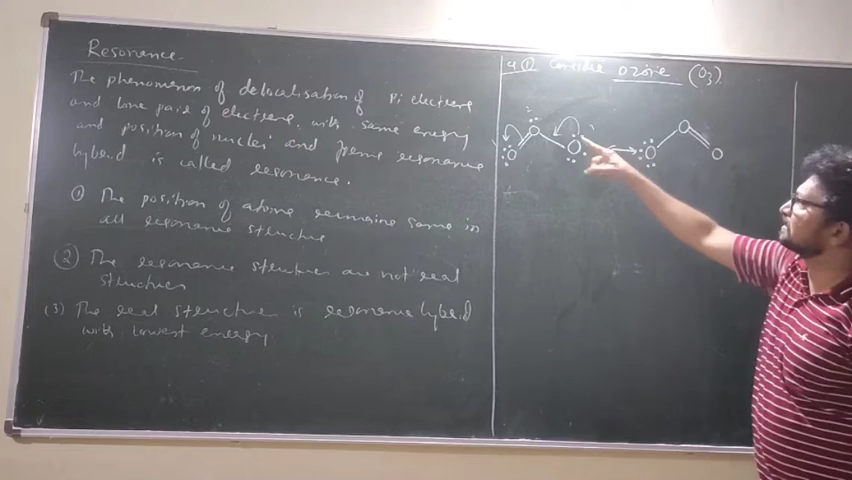 Resonance.
The phenomenon of delocalisation of Pi electrons
and lone pair of electrons with same energy
and position of nuclei and forms resonance
hybrid is called resonance.
① The position of atoms remains same in
all resonance structure
② The resonance structures are not real
structures
(3) The real structure is resonance hybrid
with lowest energy
① Consider ozone (O₃)
O O O ↔ O O O